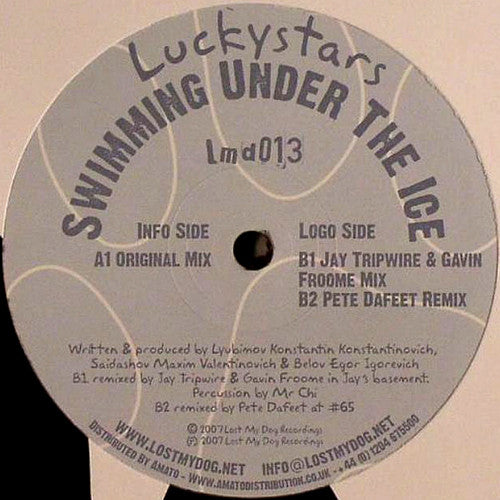 Luckystars
Swimming Under The Ice
Lmd013
Info Side
A1 Original Mix
Logo Side
B1 Jay Tripwire & Gavin
Froome Mix
B2 Pete Dafeet Remix
Written & produced by Lyubimov Konstantin Konstantinovich,
Saidashov Maxim Valentinovich & Belov Egor Igorevich
B1 remixed by Jay Tripwire & Gavin Froome in Jay's basement.
Percussion by Mr Chi
B2 remixed by Pete Dafeet at #65
© 2007 Lost My Dog Recordings
℗ 2007 Lost My Dog Recordings
www.lostmydog.net info@lostmydog.net - +44 (0) 1204 675500
Distributed by Amato - www.amatodistribution.co.uk